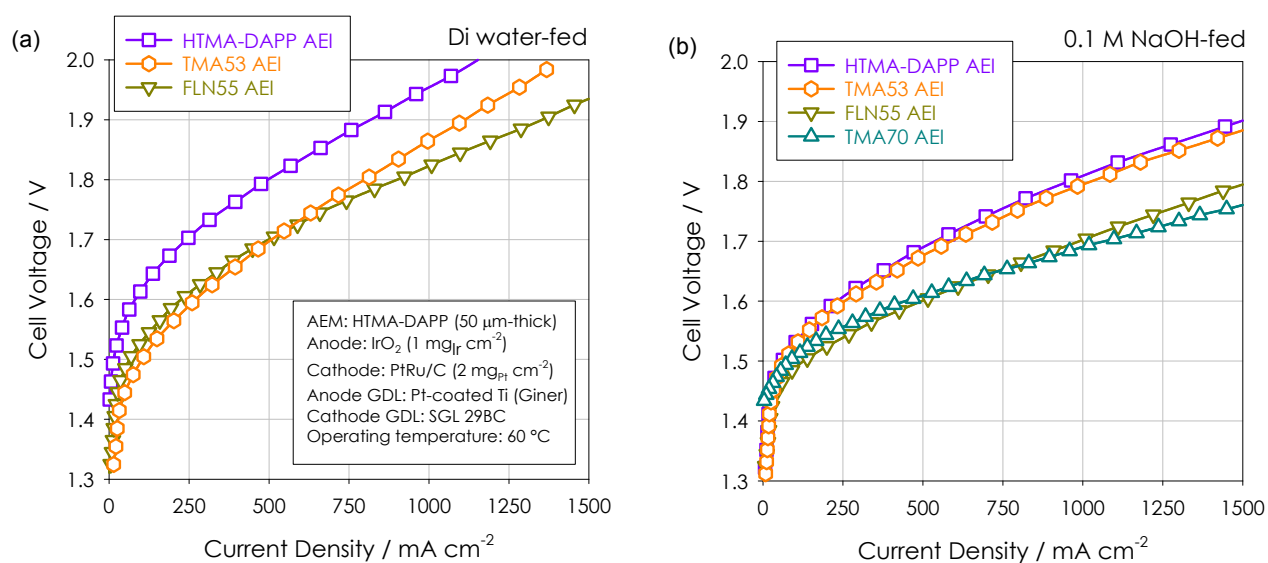 (a)
HTMA-DAPP AEI
TMA53 AEI
FLN55 AEI
Di water-fed
2.0
1.9
1.8
1.7
1.6
1.5
1.4
1.3
Cell Voltage / V
AEM: HTMA-DAPP (50 μm-thick)
Anode: IrO₂ (1 mg_Ir cm⁻²)
Cathode: PtRu/C (2 mg_Pt cm⁻²)
Anode GDL: Pt-coated Ti (Giner)
Cathode GDL: SGL 29BC
Operating temperature: 60 °C
0 250 500 750 1000 1250 1500
Current Density / mA cm⁻²
(b)
0.1 M NaOH-fed
HTMA-DAPP AEI
TMA53 AEI
FLN55 AEI
TMA70 AEI
2.0
1.9
1.8
1.7
1.6
1.5
1.4
1.3
Cell Voltage / V
0 250 500 750 1000 1250 1500
Current Density / mA cm⁻²